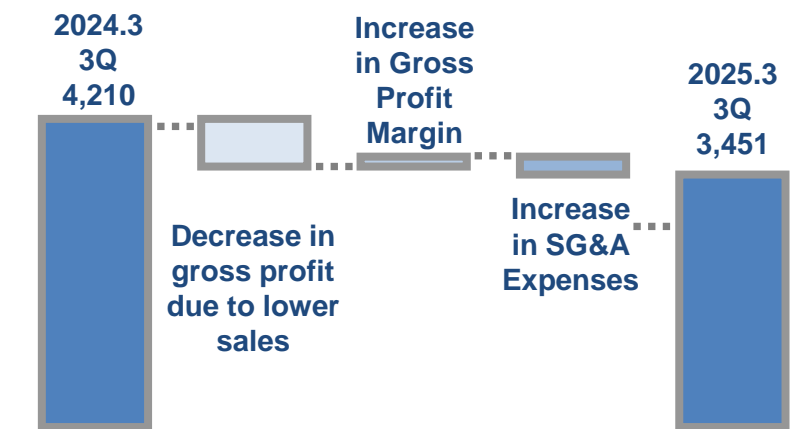 2024.3
3Q
4,210
Decrease in
gross profit
due to lower
sales
Increase
in Gross
Profit
Margin
Increase
in SG&A
Expenses
2025.3
3Q
3,451